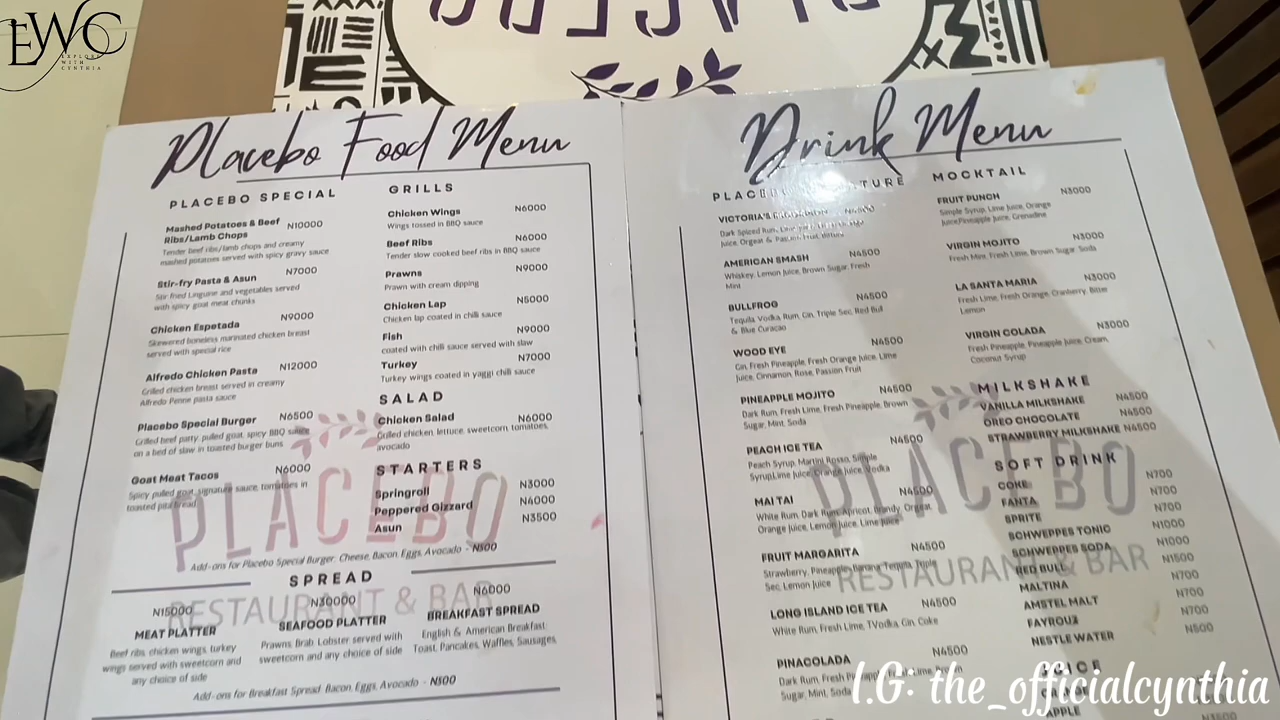 EWC
EXPLORE
WITH
CYNTHIA
Placebo Food Menu
PLACEBO SPECIAL
Mashed Potatoes & Beef Ribs/Lamb Chops N10000
Tender beef ribs/lamb chops and creamy
mashed potatoes served with spicy gravy sauce
Stir-fry Pasta & Asun N7000
Stir fried Linguine and vegetables served
with spicy goat meat chunks
Chicken Espetada N9000
Skewered boneless marinated chicken breast
served with special rice
Alfredo Chicken Pasta N12000
Grilled chicken breast served in creamy
Alfredo Penne pasta sauce
Placebo Special Burger N6500
Grilled beef patty, pulled goat, spicy BBQ sauce
on a bed of slaw in toasted burger buns
Goat Meat Tacos N6000
Spicy pulled goat, signature sauce, tomatoes in
toasted pita bread
GRILLS
Chicken Wings N6000
Wings tossed in BBQ sauce
Beef Ribs N6000
Tender slow cooked beef ribs in BBQ sauce
Prawns N9000
Prawn with cream dipping
Chicken Lap N5000
Chicken lap coated in chilli sauce
Fish N9000
coated with chilli sauce served with slaw
Turkey N7000
Turkey wings coated in yaggi chilli sauce
SALAD
Chicken Salad N6000
Grilled chicken, lettuce, sweetcorn, tomatoes,
avocado
STARTERS
Springroll N3000
Peppered Gizzard N4000
Asun N3500
PLACEBO
RESTAURANT & BAR
Add-ons for Placebo Special Burger: Cheese, Bacon, Eggs, Avocado - N500
SPREAD
N15000
MEAT PLATTER
Beef ribs, chicken wings, turkey
wings served with sweetcorn and
any choice of side
N30000
SEAFOOD PLATTER
Prawns, Brab, Lobster served with
sweetcorn and any choice of side
N6000
BREAKFAST SPREAD
English & American Breakfast:
Toast, Pancakes, Waffles, Sausages,
Add-ons for Breakfast Spread: Bacon, Eggs, Avocado - N500
Drink Menu
VICTORIA'S
Dark Spiced Rum,
Juice, Orgeat &
AMERICAN SMASH N4500
Whiskey, Lemon Juice, Brown Sugar, Fresh
Mint
BULLFROG N4500
Tequila, Vodka, Rum, Gin, Triple Sec, Red Bull
& Blue Curacao
WOOD EYE N4500
Gin, Fresh Pineapple, Fresh Orange Juice, Lime
Juice, Cinnamon, Rose, Passion Fruit
PINEAPPLE MOJITO N4500
Dark Rum, Fresh Lime, Fresh Pineapple, Brown
Sugar, Mint, Soda
PEACH ICE TEA N4500
Peach Syrup, Martini Rosso, Simple
Syrup,Lime Juice, Orange Juice, Vodka
MAI TAI N4500
White Rum, Dark Rum, Apricot, Brandy, Orgeat,
Orange Juice, Lemon Juice, Lime Juice
FRUIT MARGARITA N4500
Strawberry, Pineapple, Banana, Tequila, Triple
Sec, Lemon Juice
LONG ISLAND ICE TEA N4500
White Rum, Fresh Lime, TVodka, Gin, Coke
PINACOLADA N4500
Dark Rum, Fresh Lime, Brown
Sugar, Mint, Soda
MOCKTAIL
FRUIT PUNCH N3000
Simple Syrup, Lime Juice, Orange
Juice,Pineapple Juice, Grenadine
VIRGIN MOJITO N3000
Fresh Mint, Fresh Lime, Brown Sugar, Soda
LA SANTA MARIA N3000
Fresh Lime, Fresh Orange, Cranberry, Bitter
Lemon
VIRGIN COLADA N3000
Fresh Pineapple, Pineapple Juice, Cream,
Coconut Syrup
MILKSHAKE
VANILLA MILKSHAKE N4500
OREO CHOCOLATE N4500
STRAWBERRY MILKSHAKE N4500
SOFT DRINK
COKE N700
FANTA N700
SPRITE N700
SCHWEPPES TONIC N1000
SCHWEPPES SODA N1000
RED BULL N1500
MALTINA N700
AMSTEL MALT N700
FAYROUZ N700
NESTLE WATER N500
APPLE
PLACEBO
RESTAURANT & BAR
I.G: the_officialcynthia